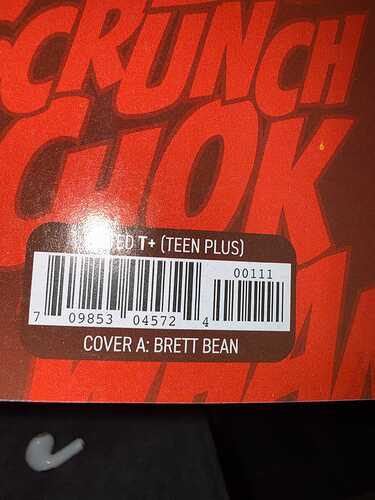 CRUNCH
CHOK
T+ (TEEN PLUS)
00111
7 09853 04572 4
COVER A: BRETT BEAN